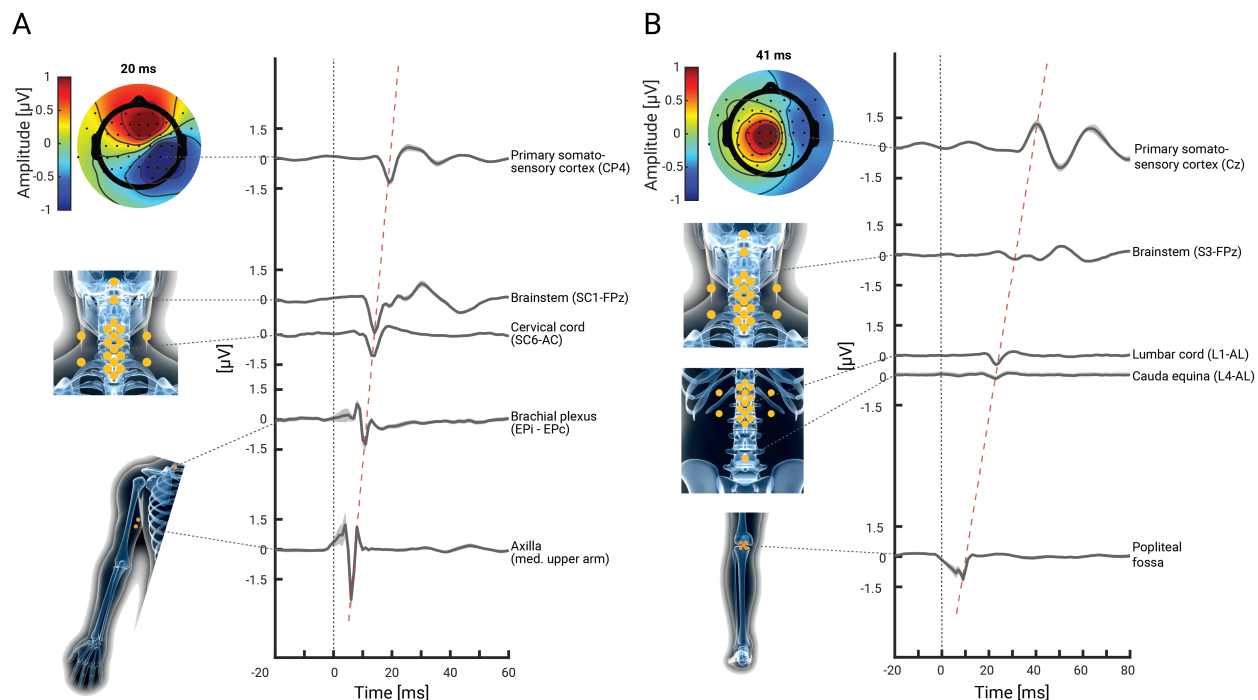 A
20 ms
Amplitude [µV]
1
0.5
0
-0.5
-1
1.5
0
-1.5
Primary somato-
sensory cortex (CP4)
1.5
0
Brainstem (SC1-FPz)
0
-1.5
Cervical cord
(SC6-AC)
[µV]
1.5
0
-1.5
Brachial plexus
(EPi - EPc)
1.5
0
-1.5
Axilla
(med. upper arm)
-20
0
20
40
60
Time [ms]
B
41 ms
Amplitude [µV]
1
0.5
0
-0.5
-1
1.5
0
-1.5
Primary somato-
sensory cortex (Cz)
1.5
0
-1.5
Brainstem (S3-FPz)
[µV]
1.5
0
Lumbar cord (L1-AL)
0
-1.5
Cauda equina (L4-AL)
1.5
0
-1.5
Popliteal
fossa
-20
0
20
40
60
80
Time [ms]